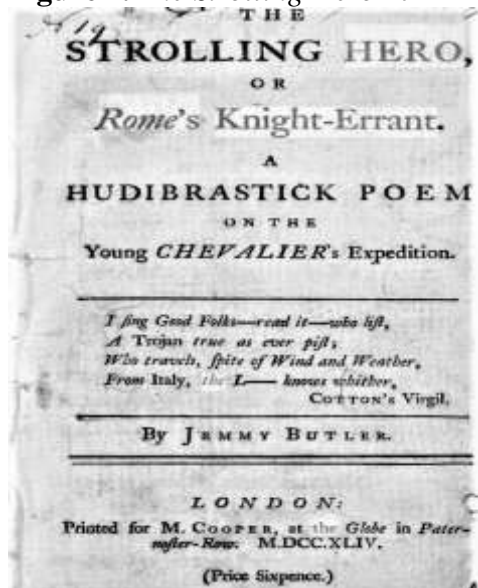 THE
STROLLING HERO,
OR
Rome's Knight-Errant.
A
HUDIBRASTICK POEM
ON THE
Young CHEVALIER's Expedition.
I sing Good Folks—read it—who list,
A Trojan true as ever pist;
Who travels, spite of Wind and Weather,
From Italy, the L—— knows whither,
COTTON's Virgil.
By JEMMY BUTLER.
LONDON:
Printed for M. COOPER, at the Globe in Pater-
noster-Row. M.DCC.XLIV.
(Price Sixpence.)